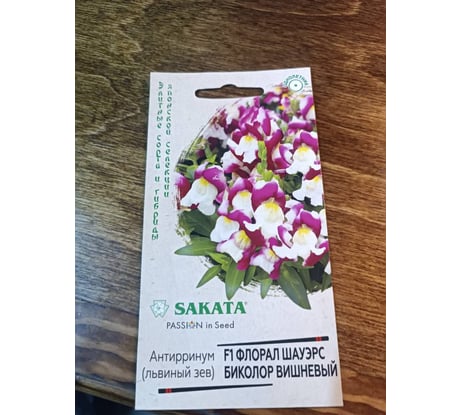 Элитные сорта и гибриды
японской селекции
SAKATA®
PASSION in Seed
Антирринум
(львиный зев)
F1 ФЛОРАЛ ШАУЭРС
БИКОЛОР ВИШНЕВЫЙ